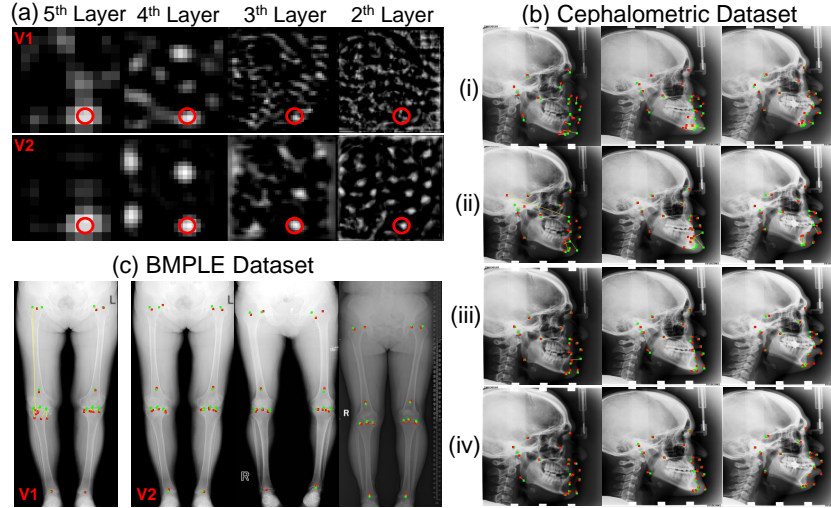 (a) 5th Layer 4th Layer 3th Layer 2th Layer
V1
V2
(b) Cephalometric Dataset
(i)
(ii)
(iii)
(iv)
(c) BMPLE Dataset
L
L
R
R
V1
V2